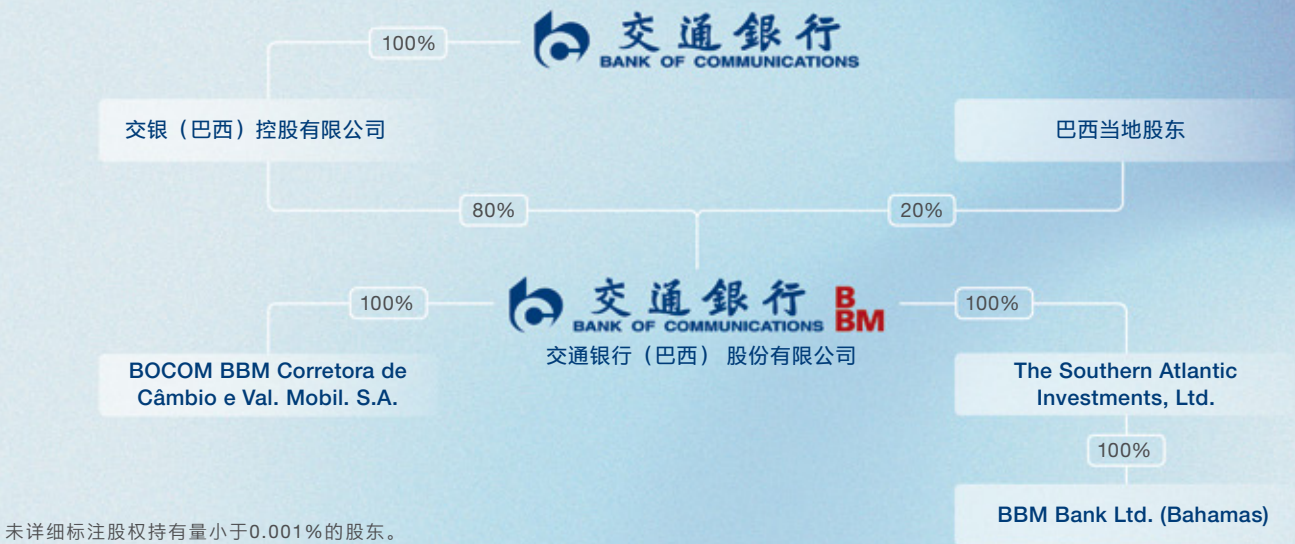 交通銀行
BANK OF COMMUNICATIONS
100%
交银（巴西）控股有限公司
巴西当地股东
80%
20%
交通銀行 B
BANK OF COMMUNICATIONS BM
交通银行（巴西） 股份有限公司
100%
100%
BOCOM BBM Corretora de
Câmbio e Val. Mobil. S.A.
The Southern Atlantic
Investments, Ltd.
100%
BBM Bank Ltd. (Bahamas)
未详细标注股权持有量小于0.001%的股东。